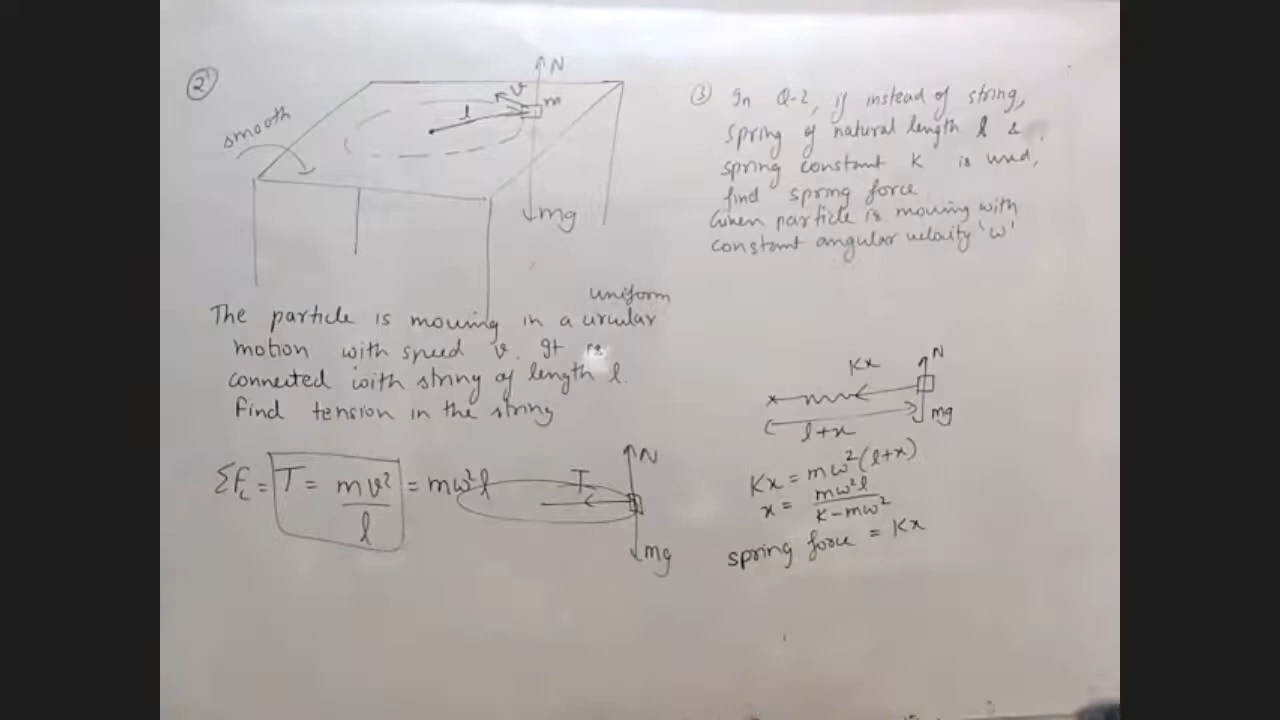 2
N
v
m
l
smooth
mg
uniform
The particle is moving in a circular
motion with speed v. It is
connected with string of length l.
Find tension in the string
ΣFc = T = mv²/l = mω²l
N
T
mg
3 In Q-2, if instead of string,
spring of natural length l &
spring constant K is used,
find spring force
Given particle is moving with
constant angular velocity 'ω'
N
Kx
mg
l+x
Kx = mω²(l+x)
x = mω²l/K-mω²
spring force = Kx